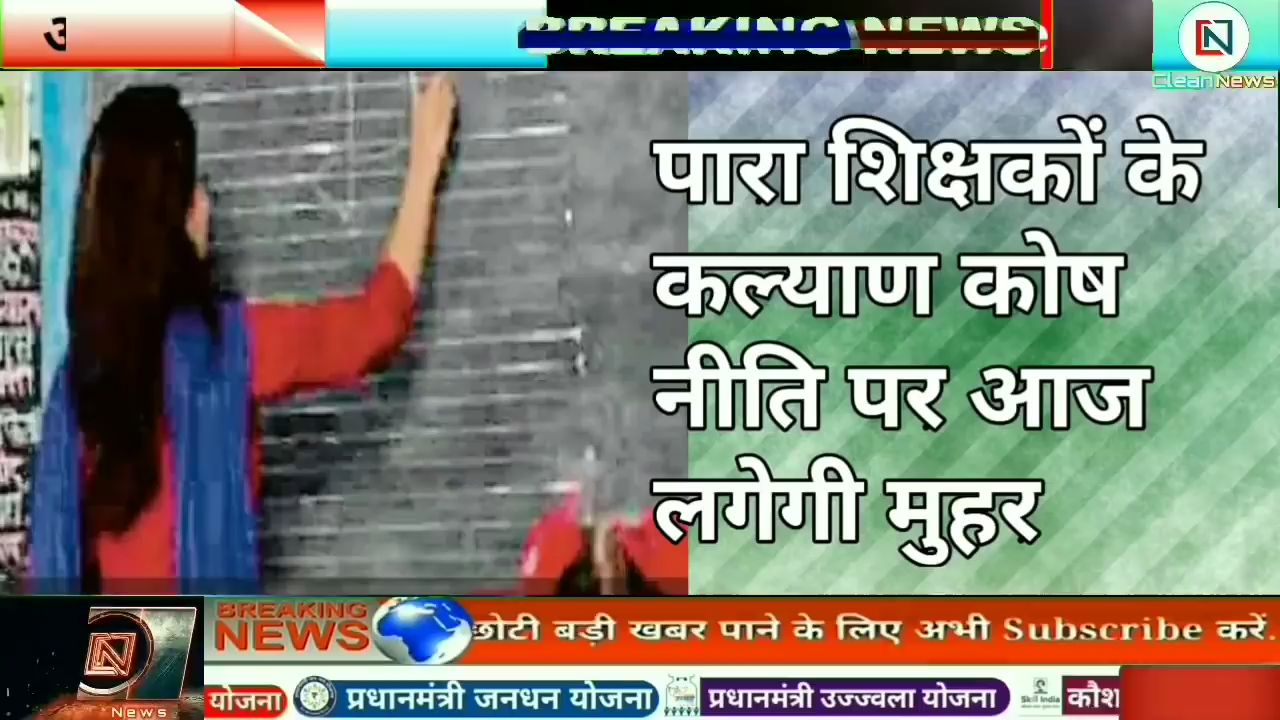 BREAKING NEWS
CN
Clean News
पारा शिक्षकों के
कल्याण कोष
नीति पर आज
लगेगी मुहर
BREAKING
NEWS
छोटी बड़ी खबर पाने के लिए अभी Subscribe करें.
News
योजना
प्रधानमंत्री जनधन योजना
प्रधानमंत्री उज्ज्वला योजना
Skill India